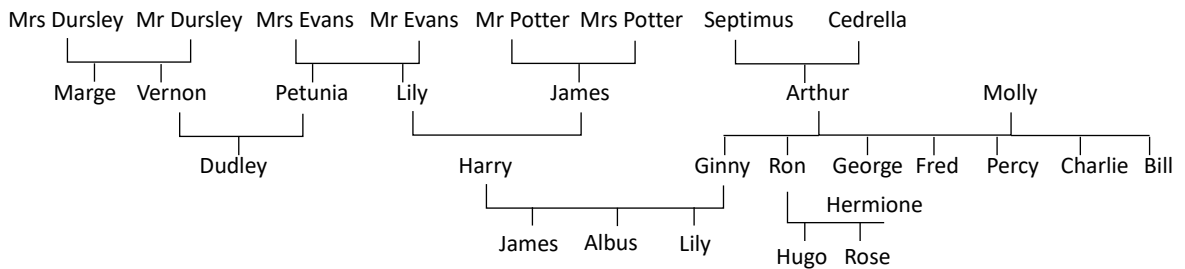 Mrs Dursley Mr Dursley Mrs Evans Mr Evans Mr Potter Mrs Potter Septimus Cedrella
Marge Vernon Petunia Lily James Arthur Molly
Dudley Harry Ginny Ron George Fred Percy Charlie Bill
Hermione
James Albus Lily
Hugo Rose